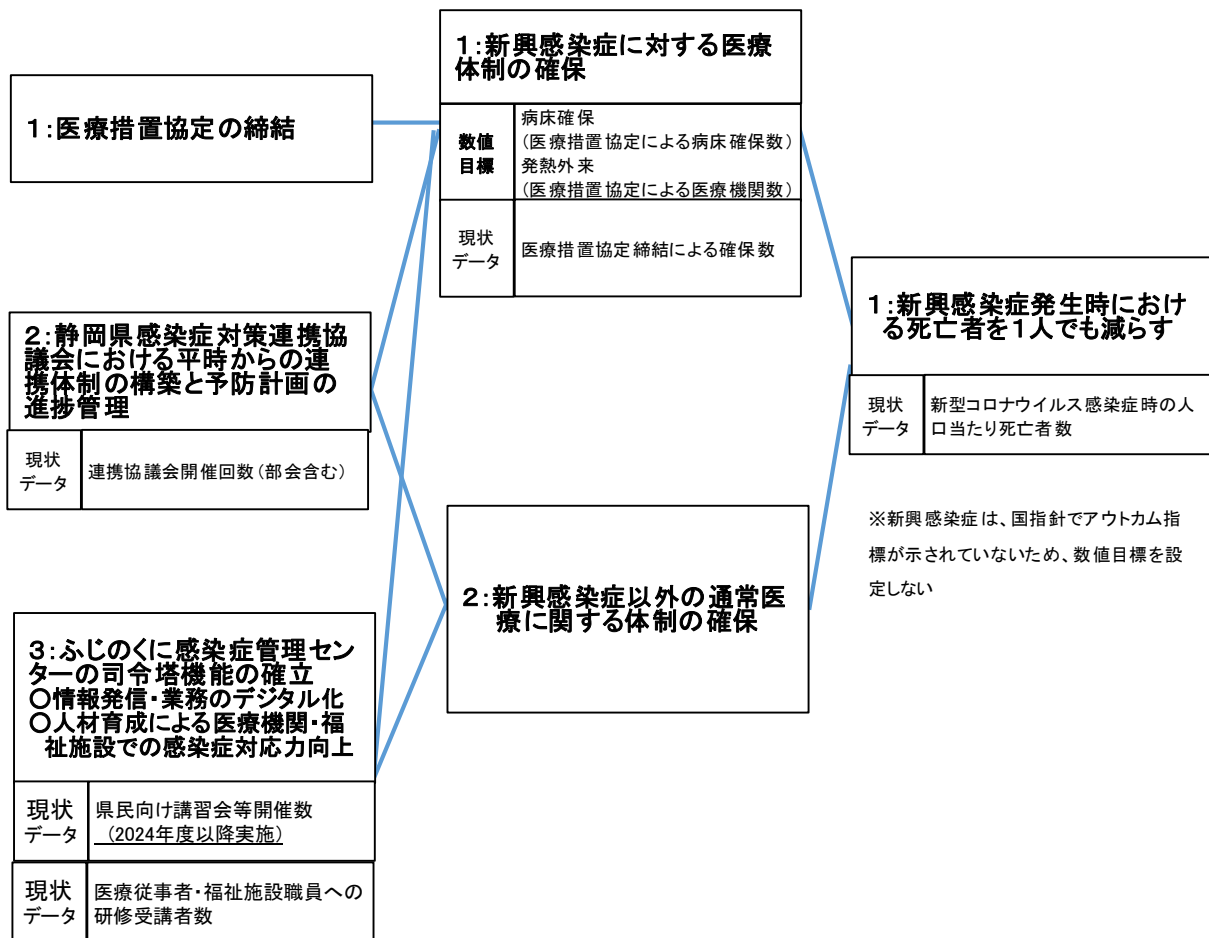 1:医療措置協定の締結
2:静岡県感染症対策連携協
議会における平時からの連
携体制の構築と予防計画の
進捗管理
現状
データ
連携協議会開催回数(部会含む)
3:ふじのくに感染症管理セン
ターの司令塔機能の確立
○情報発信・業務のデジタル化
○人材育成による医療機関・福
祉施設での感染症対応力向上
現状
データ
県民向け講習会等開催数
(2024年度以降実施)
現状
データ
医療従事者・福祉施設職員への
研修受講者数
1:新興感染症に対する医療
体制の確保
数値
目標
病床確保
(医療措置協定による病床確保数)
発熱外来
(医療措置協定による医療機関数)
現状
データ
医療措置協定締結による確保数
2:新興感染症以外の通常医
療に関する体制の確保
1:新興感染症発生時におけ
る死亡者を1人でも減らす
現状
データ
新型コロナウイルス感染症時の人
口当たり死亡者数
※新興感染症は、国指針でアウトカム指
標が示されていないため、数値目標を設
定しない